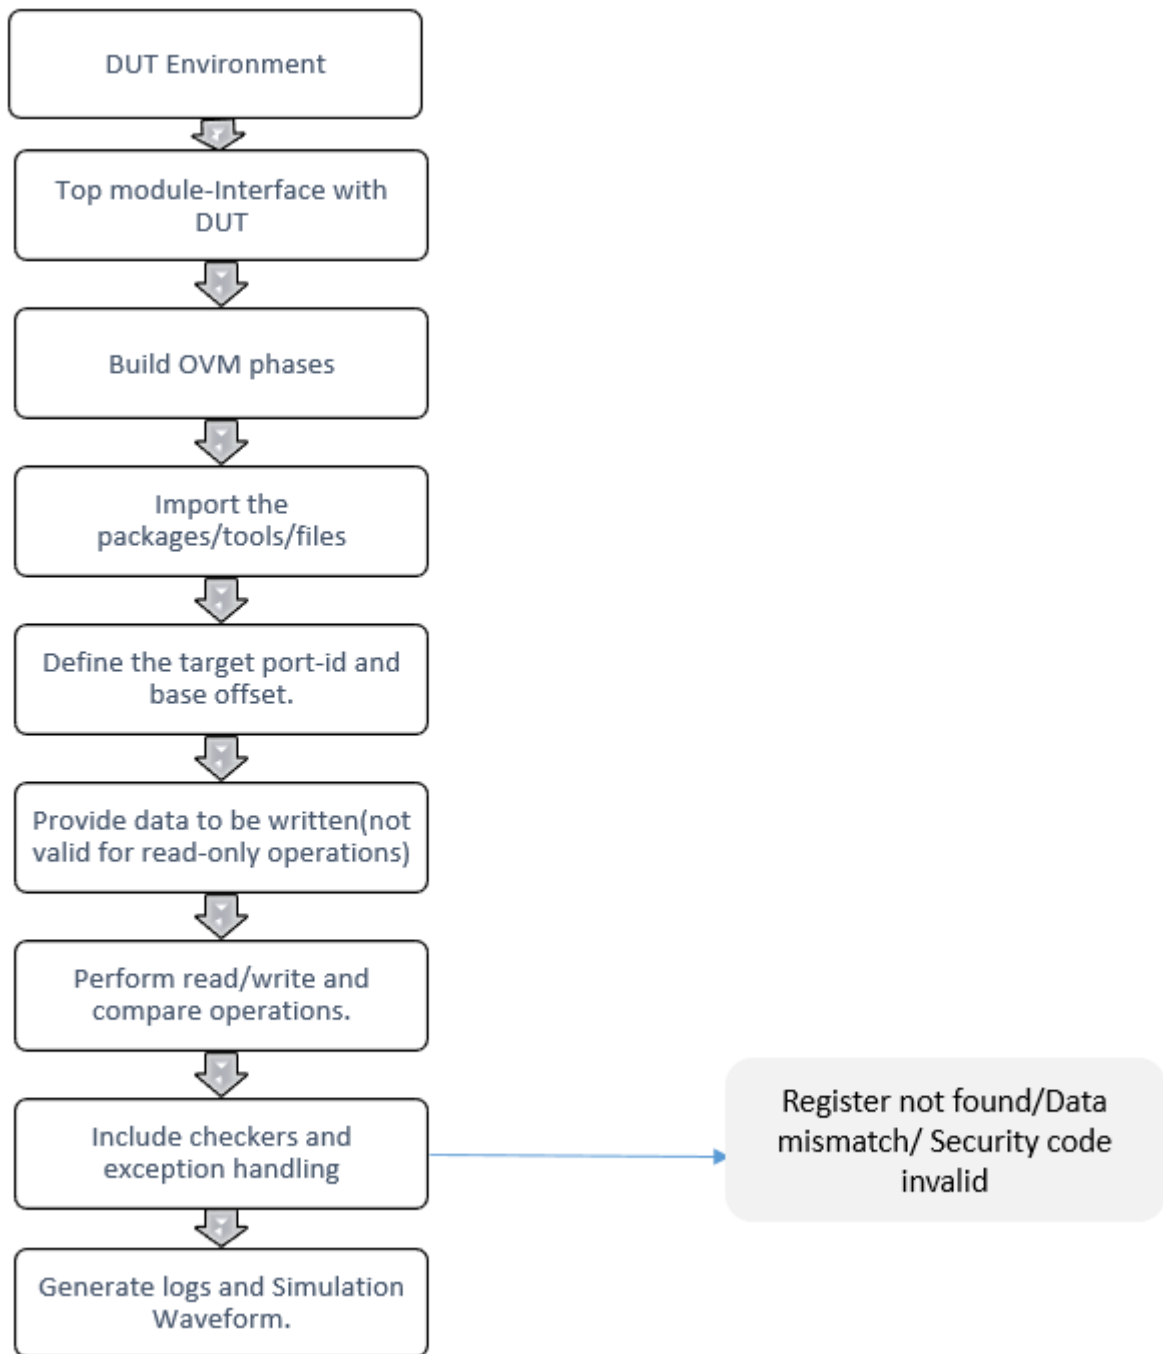 DUT Environment
Top module-Interface with
DUT
Build OVM phases
Import the
packages/tools/files
Define the target port-id and
base offset.
Provide data to be written(not
valid for read-only operations)
Perform read/write and
compare operations.
Include checkers and
exception handling
Register not found/Data
mismatch/ Security code
invalid
Generate logs and Simulation
Waveform.